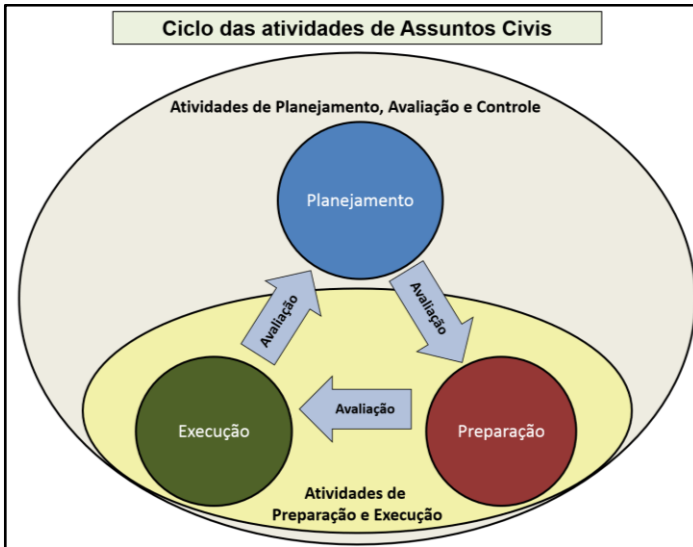 Ciclo das atividades de Assuntos Civis
Atividades de Planejamento, Avaliação e Controle
Planejamento
Avaliação
Avaliação
Avaliação
Execução
Preparação
Atividades de
Preparação e Execução